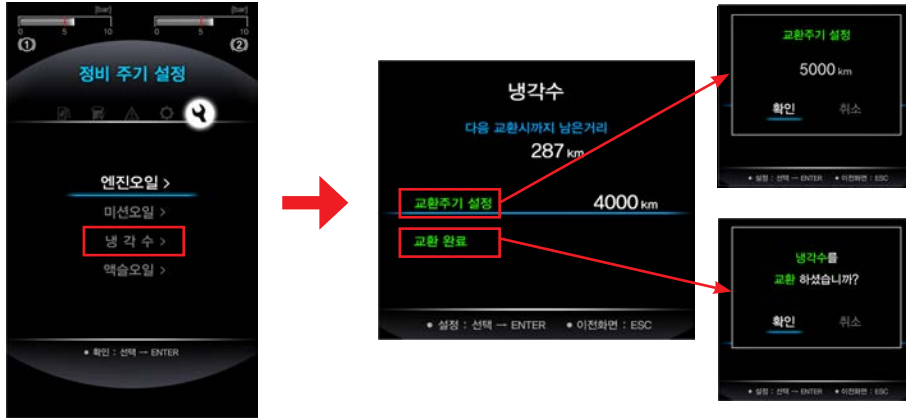 [bar]
[bar]
0 5 10
0 5 10
(1)
(2)
정비 주기 설정
엔진오일 >
미션오일 >
냉 각 수 >
액슬오일 >
• 확인 : 선택 → ENTER
냉각수
다음 교환시까지 남은거리
287 km
교환주기 설정 4000 km
교환 완료
• 설정 : 선택 → ENTER • 이전화면 : ESC
교환주기 설정
5000 km
확인 취소
• 설정 : 선택 → ENTER • 이전화면 : ESC
냉각수를
교환 하셨습니까?
확인 취소
• 설정 : 선택 → ENTER • 이전화면 : ESC